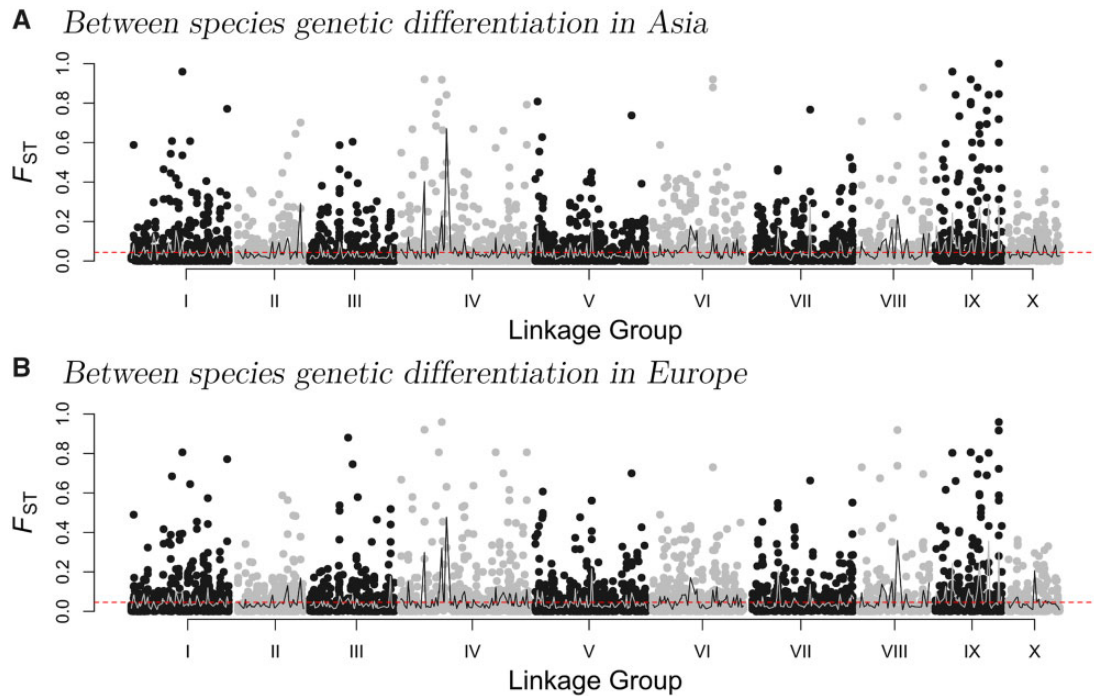 A Between species genetic differentiation in Asia
1.0
0.8
0.6
0.4
0.2
0.0
FST
I II III IV V VI VII VIII IX X
Linkage Group
B Between species genetic differentiation in Europe
1.0
0.8
0.6
0.4
0.2
0.0
FST
I II III IV V VI VII VIII IX X
Linkage Group